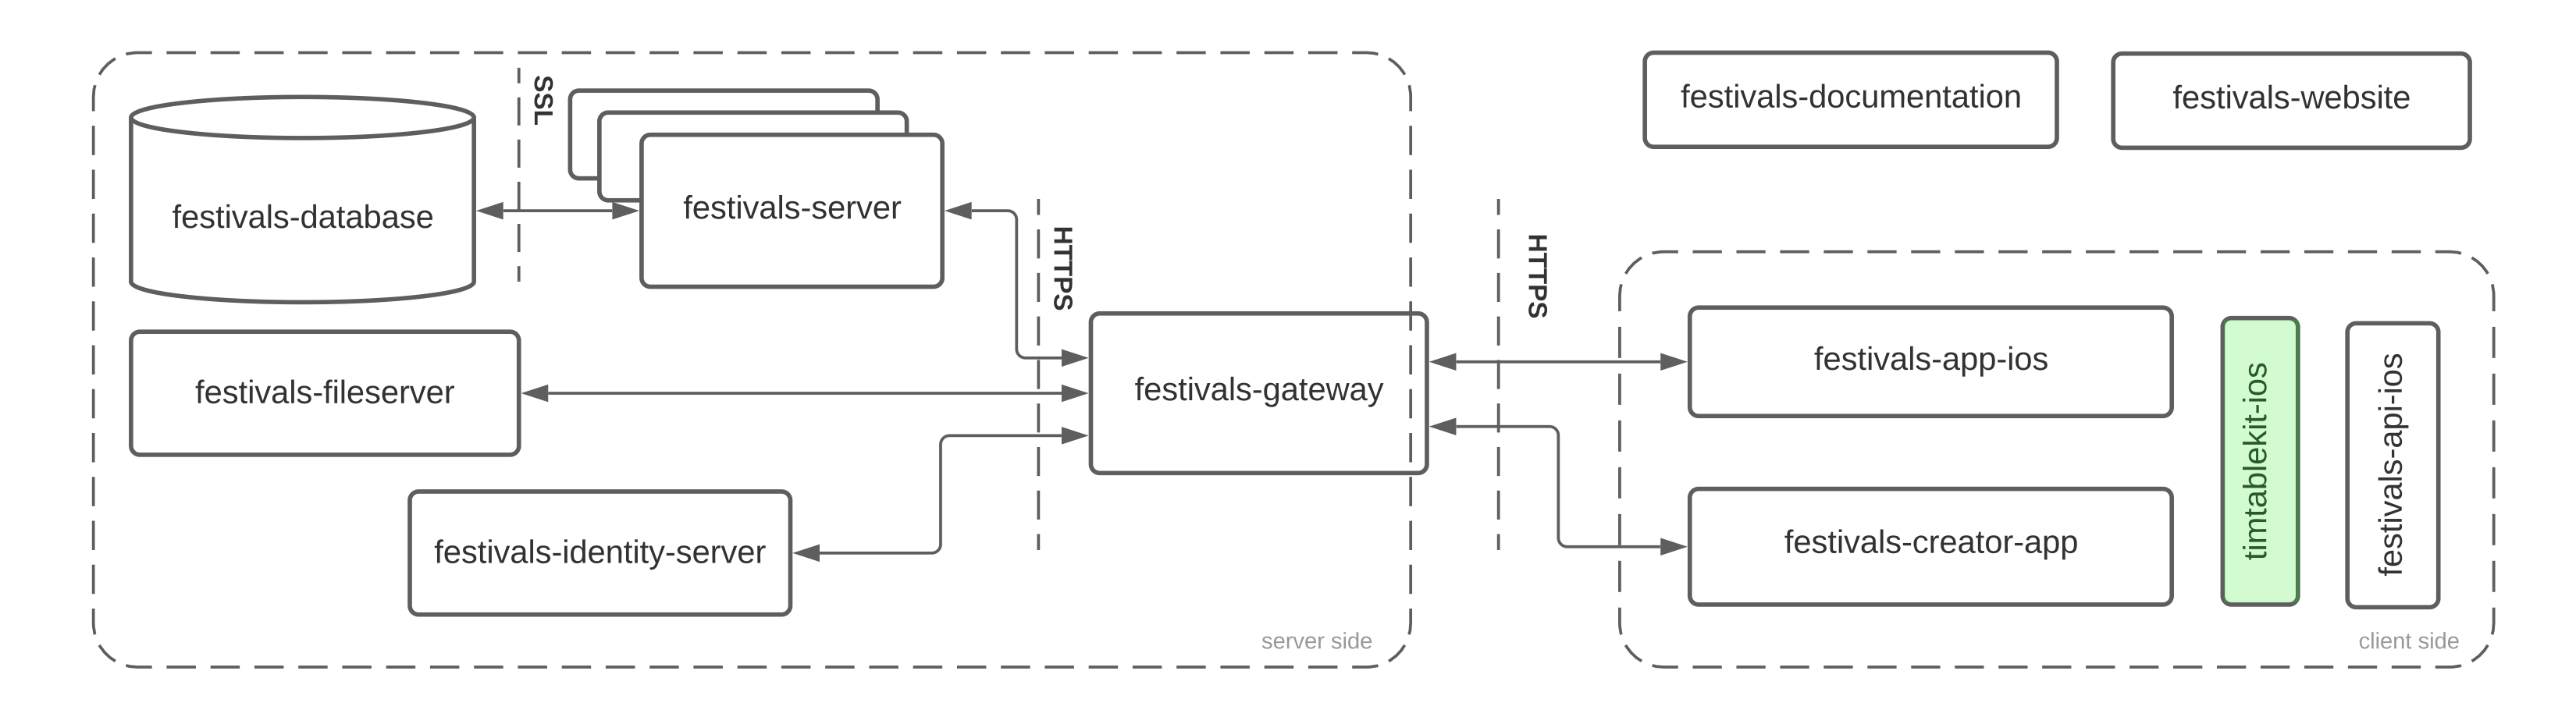 SSL
festivals-documentation
festivals-website
festivals-database
festivals-server
HTTPS
HTTPS
festivals-fileserver
festivals-gateway
festivals-app-ios
timtablekit-ios
festivals-api-ios
festivals-identity-server
festivals-creator-app
server side
client side